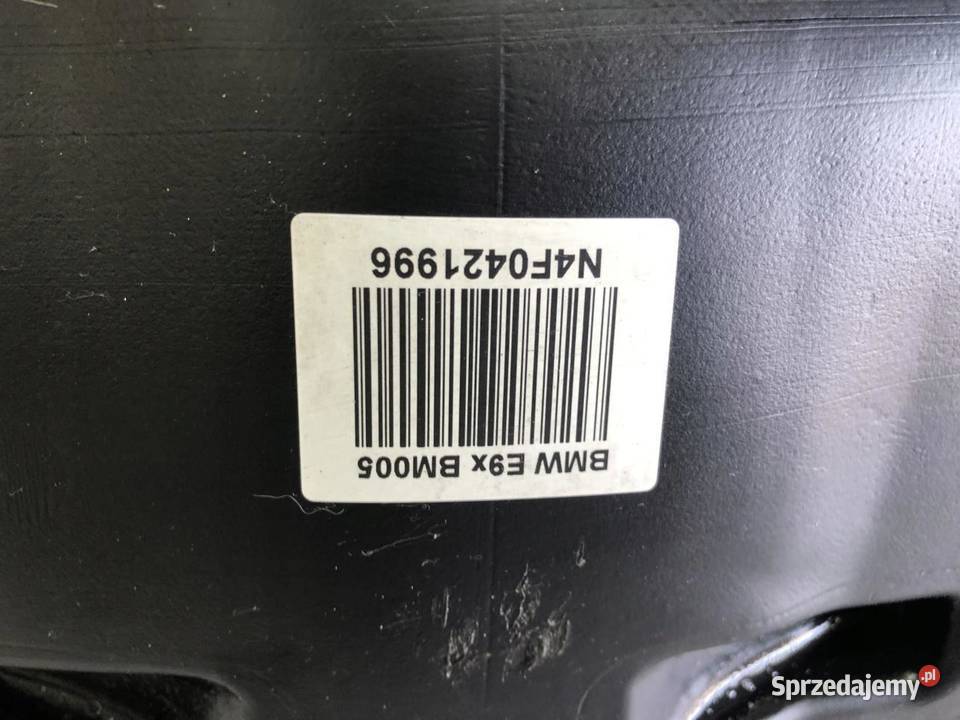 BMW E9x BM005
N4F0421996
Sprzedajemy.pl